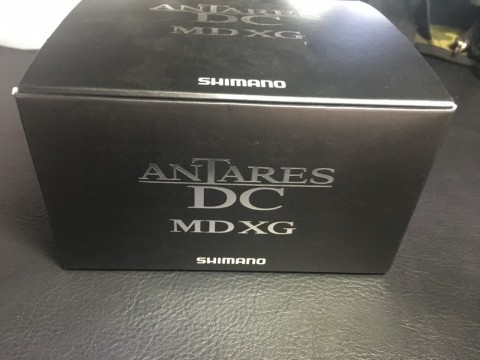 ANTARES
DC
MD XG
SHIMANO
ANTARES
DC
MD XG
SHIMANO